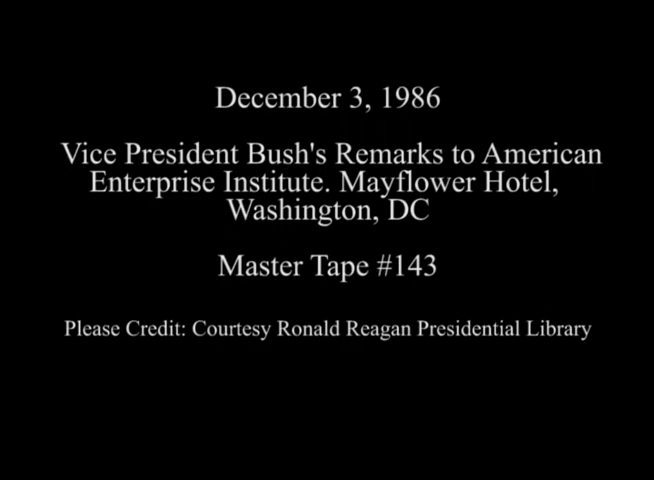 December 3, 1986
Vice President Bush's Remarks to American
Enterprise Institute. Mayflower Hotel,
Washington, DC
Master Tape #143
Please Credit: Courtesy Ronald Reagan Presidential Library